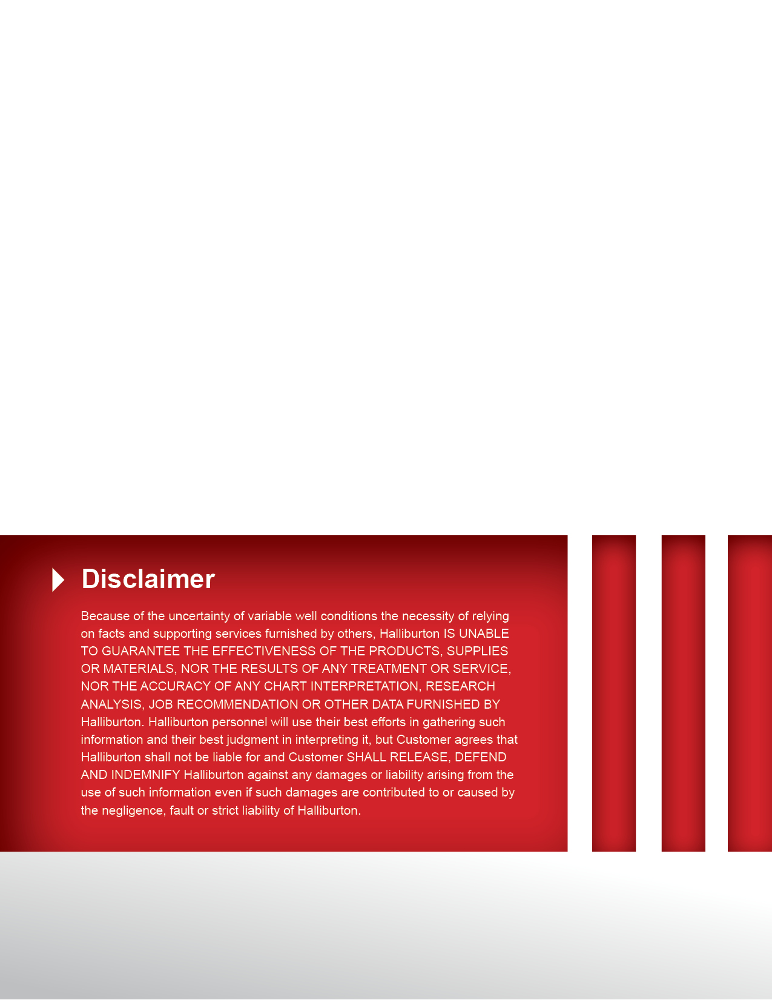 Disclaimer
Because of the uncertainty of variable well conditions the necessity of relying
on facts and supporting services furnished by others, Halliburton IS UNABLE
TO GUARANTEE THE EFFECTIVENESS OF THE PRODUCTS, SUPPLIES
OR MATERIALS, NOR THE RESULTS OF ANY TREATMENT OR SERVICE,
NOR THE ACCURACY OF ANY CHART INTERPRETATION, RESEARCH
ANALYSIS, JOB RECOMMENDATION OR OTHER DATA FURNISHED BY
Halliburton. Halliburton personnel will use their best efforts in gathering such
information and their best judgment in interpreting it, but Customer agrees that
Halliburton shall not be liable for and Customer SHALL RELEASE, DEFEND
AND INDEMNIFY Halliburton against any damages or liability arising from the
use of such information even if such damages are contributed to or caused by
the negligence, fault or strict liability of Halliburton.